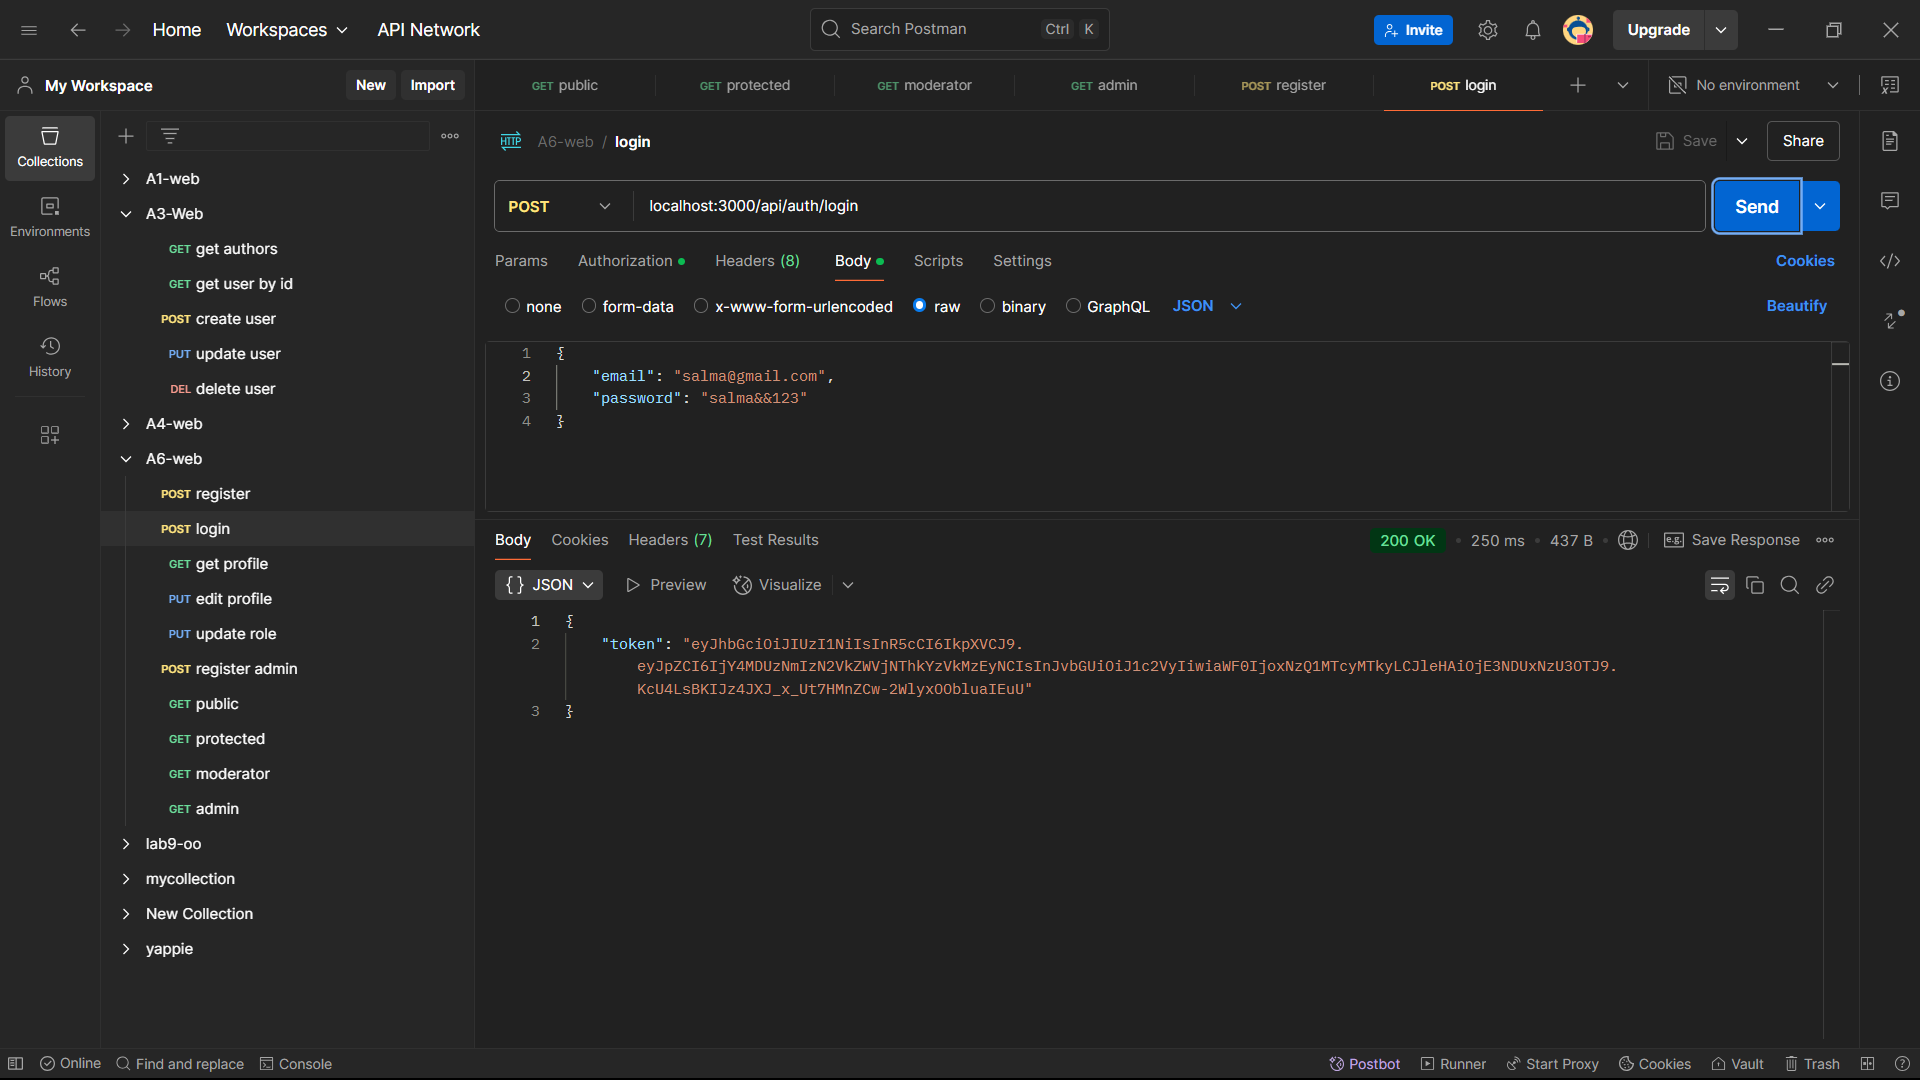 Home
Workspaces
API Network
Search Postman
Ctrl K
Invite
Upgrade
My Workspace
New
Import
GET public
GET protected
GET moderator
GET admin
POST register
POST login
No environment
Collections
Environments
Flows
History
A1-web
A3-Web
GET get authors
GET get user by id
POST create user
PUT update user
DEL delete user
A4-web
A6-web
POST register
POST login
GET get profile
PUT edit profile
PUT update role
POST register admin
GET public
GET protected
GET moderator
GET admin
lab9-oo
mycollection
New Collection
yappie
HTTP A6-web / login
Save
Share
POST
localhost:3000/api/auth/login
Send
Params
Authorization
Headers (8)
Body
Scripts
Settings
Cookies
none
form-data
x-www-form-urlencoded
raw
binary
GraphQL
JSON
Beautify
1 {
2 "email": "salma@gmail.com",
3 "password": "salma&&123"
4 }
Body
Cookies
Headers (7)
Test Results
200 OK • 250 ms • 437 B
e.g. Save Response
{} JSON
Preview
Visualize
1 {
2 "token": "eyJhbGciOiJIUzI1NiIsInR5cCI6IkpXVCJ9.
eyJpZCI6IjY4MDUzNmIzN2VkZWVjNThkYzVkMzEyNCIsInJvbGUiOiJ1c2VyIiwiaWF0IjoxNzQ1MTcyMTkyLCJleHAiOjE3NDUxNzU3OTJ9.
KcU4LsBKIJz4JXJ_x_Ut7HMnZCw-2WlyxOObluaIEuU"
3 }
Online
Find and replace
Console
Postbot
Runner
Start Proxy
Cookies
Vault
Trash